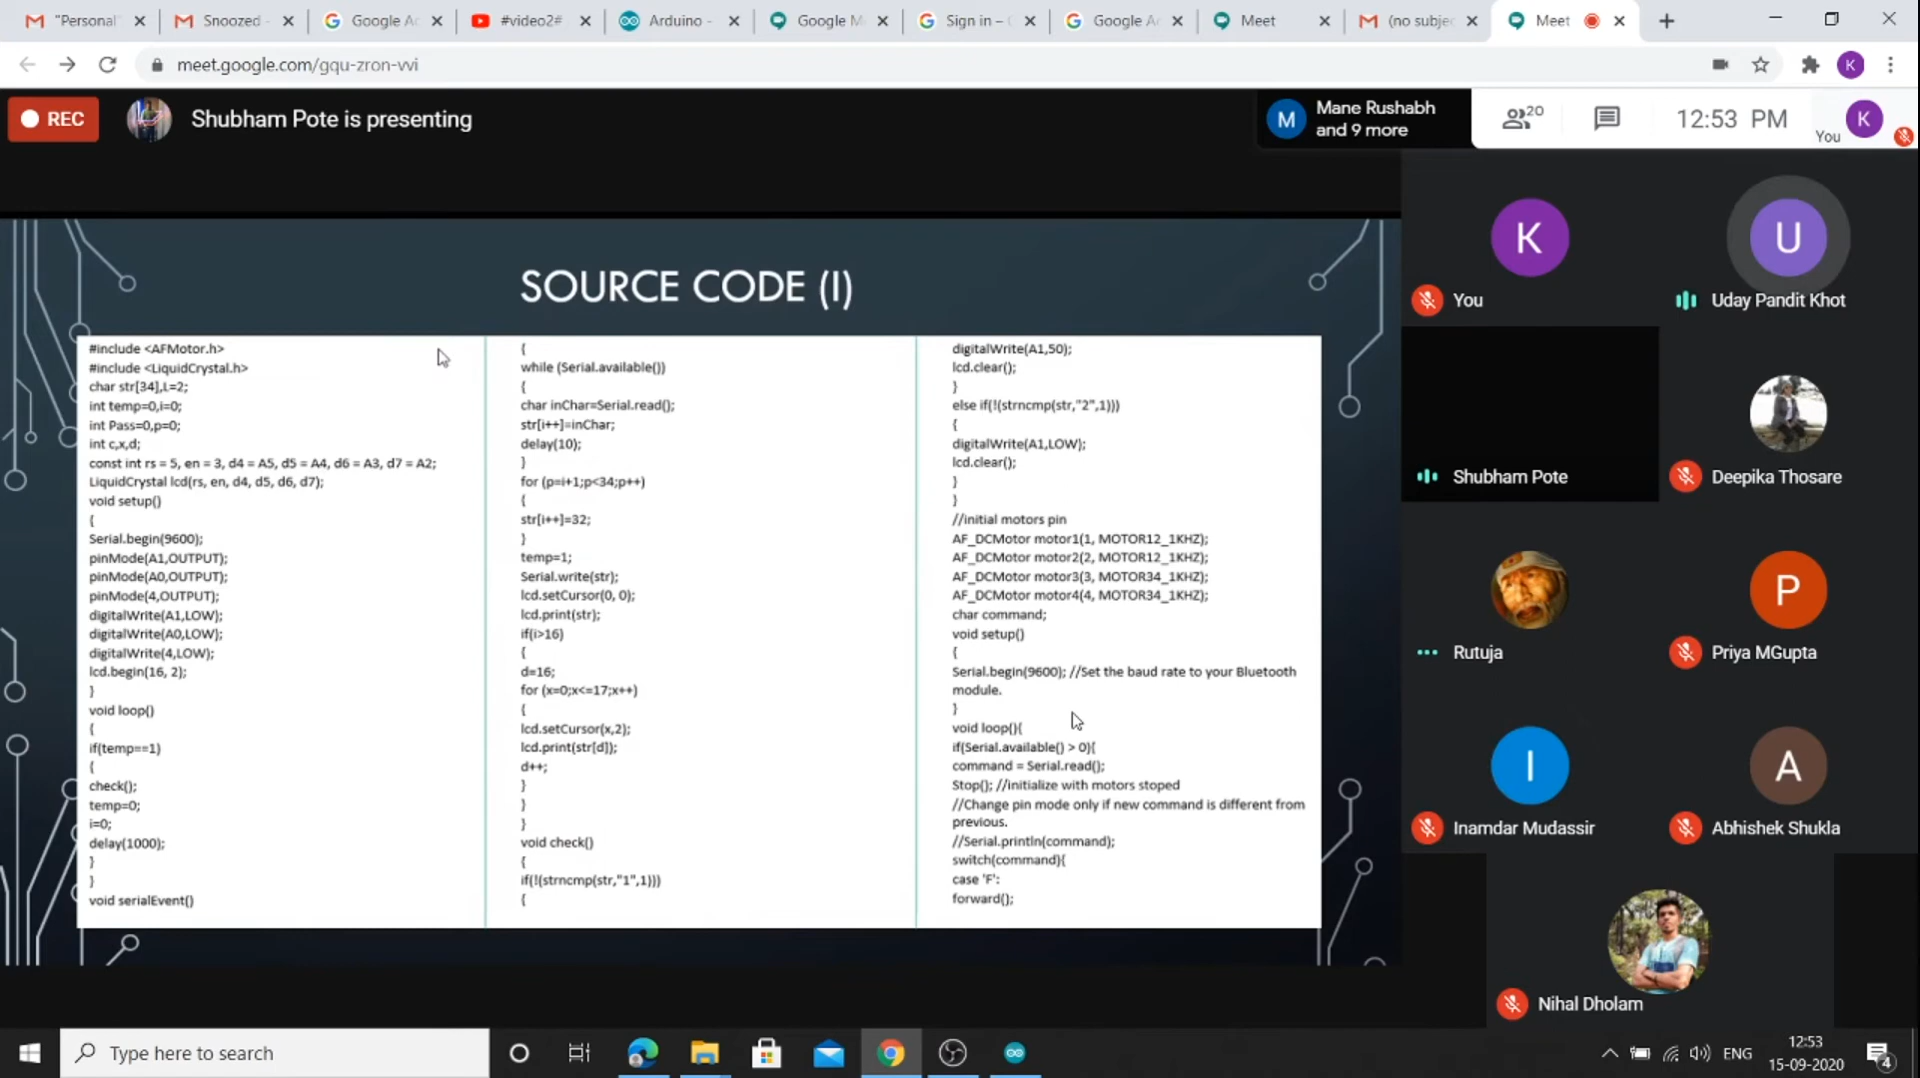 "Personal"
Snoozed -
Google Ac
#video2#
Arduino -
Google M
Sign in – G
Google Ac
Meet
(no subjec
Meet
meet.google.com/gqu-zron-vvi
K
REC
Shubham Pote is presenting
M
Mane Rushabh
and 9 more
20
12:53 PM
You
K
SOURCE CODE (I)
#include <AFMotor.h>
#include <LiquidCrystal.h>
char str[34],L=2;
int temp=0,i=0;
int Pass=0,p=0;
int c,x,d;
const int rs = 5, en = 3, d4 = A5, d5 = A4, d6 = A3, d7 = A2;
LiquidCrystal lcd(rs, en, d4, d5, d6, d7);
void setup()
{
Serial.begin(9600);
pinMode(A1,OUTPUT);
pinMode(A0,OUTPUT);
pinMode(4,OUTPUT);
digitalWrite(A1,LOW);
digitalWrite(A0,LOW);
digitalWrite(4,LOW);
lcd.begin(16, 2);
}
void loop()
{
if(temp==1)
{
check();
temp=0;
i=0;
delay(1000);
}
}
void serialEvent()
{
while (Serial.available())
{
char inChar=Serial.read();
str[i++]=inChar;
delay(10);
}
for (p=i+1;p<34;p++)
{
str[i++]=32;
}
temp=1;
Serial.write(str);
lcd.setCursor(0, 0);
lcd.print(str);
if(i>16)
{
d=16;
for (x=0;x<=17;x++)
{
lcd.setCursor(x,2);
lcd.print(str[d]);
d++;
}
}
}
void check()
{
if(!(strncmp(str,"1",1)))
{
digitalWrite(A1,50);
lcd.clear();
}
else if(!(strncmp(str,"2",1)))
{
digitalWrite(A1,LOW);
lcd.clear();
}
}
//initial motors pin
AF_DCMotor motor1(1, MOTOR12_1KHZ);
AF_DCMotor motor2(2, MOTOR12_1KHZ);
AF_DCMotor motor3(3, MOTOR34_1KHZ);
AF_DCMotor motor4(4, MOTOR34_1KHZ);
char command;
void setup()
{
Serial.begin(9600); //Set the baud rate to your Bluetooth
module.
}
void loop(){
if(Serial.available() > 0){
command = Serial.read();
Stop(); //initialize with motors stoped
//Change pin mode only if new command is different from
previous.
//Serial.println(command);
switch(command){
case 'F':
forward();
K
You
U
Uday Pandit Khot
Shubham Pote
Deepika Thosare
Rutuja
P
Priya MGupta
I
Inamdar Mudassir
A
Abhishek Shukla
Nihal Dholam
Type here to search
ENG
12:53
15-09-2020
4